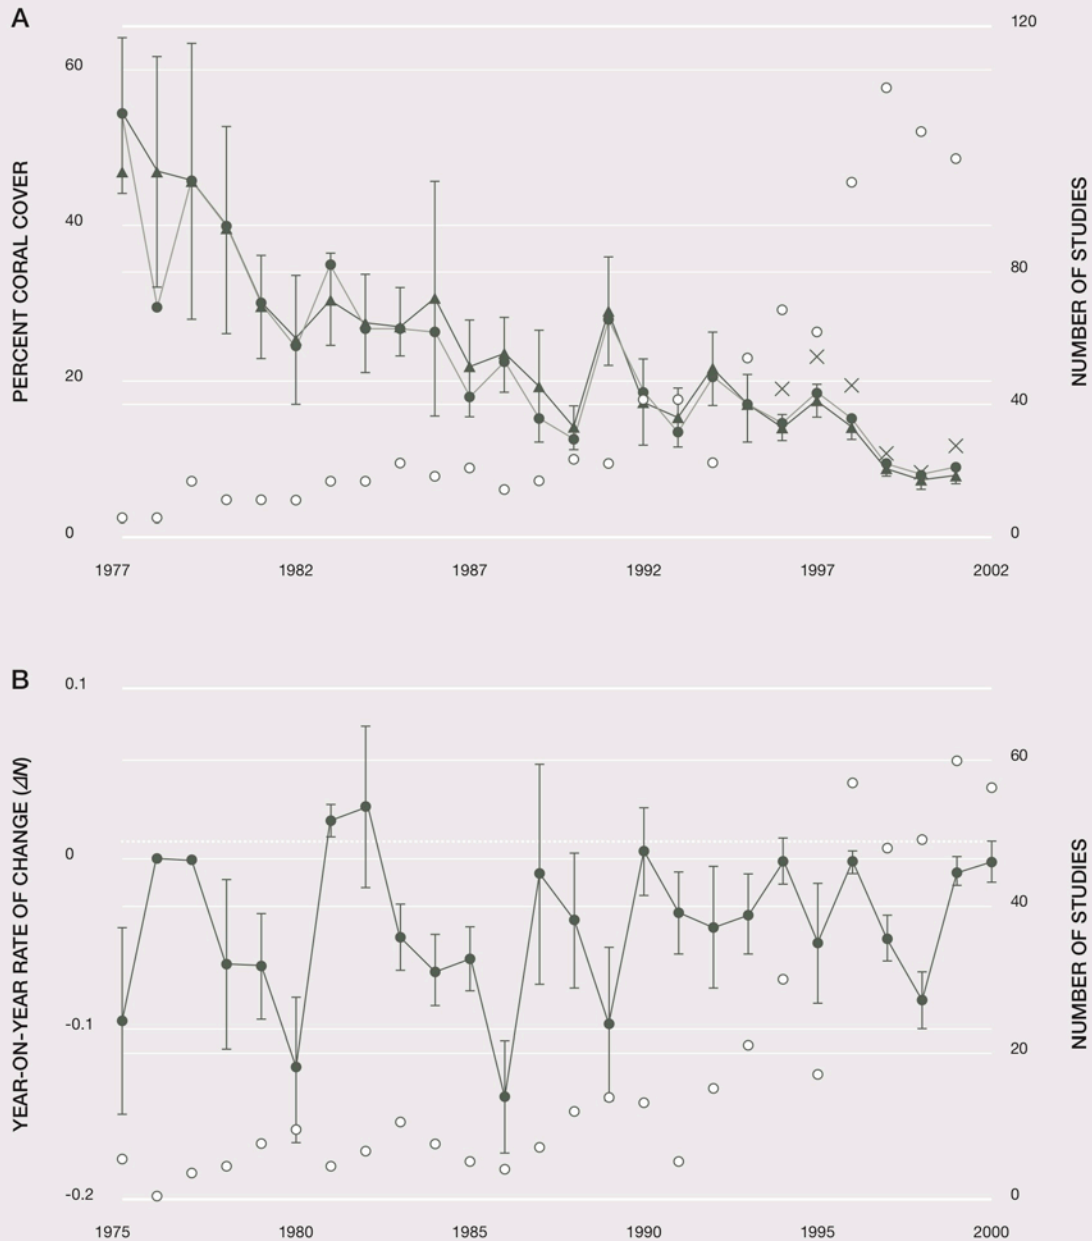 A
PERCENT CORAL COVER
60
40
20
0
120
80
40
0
NUMBER OF STUDIES
1977 1982 1987 1992 1997 2002
B
YEAR-ON-YEAR RATE OF CHANGE (ΔN)
0.1
0
-0.1
-0.2
60
40
20
0
NUMBER OF STUDIES
1975 1980 1985 1990 1995 2000